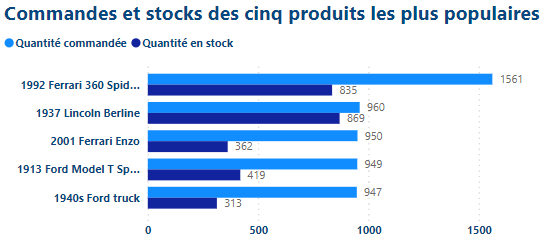 Commandes et stocks des cinq produits les plus populaires
Quantité commandée Quantité en stock
1992 Ferrari 360 Spid... 1561
835
1937 Lincoln Berline 960
869
2001 Ferrari Enzo 950
362
1913 Ford Model T Sp... 949
419
1940s Ford truck 947
313
0 500 1000 1500